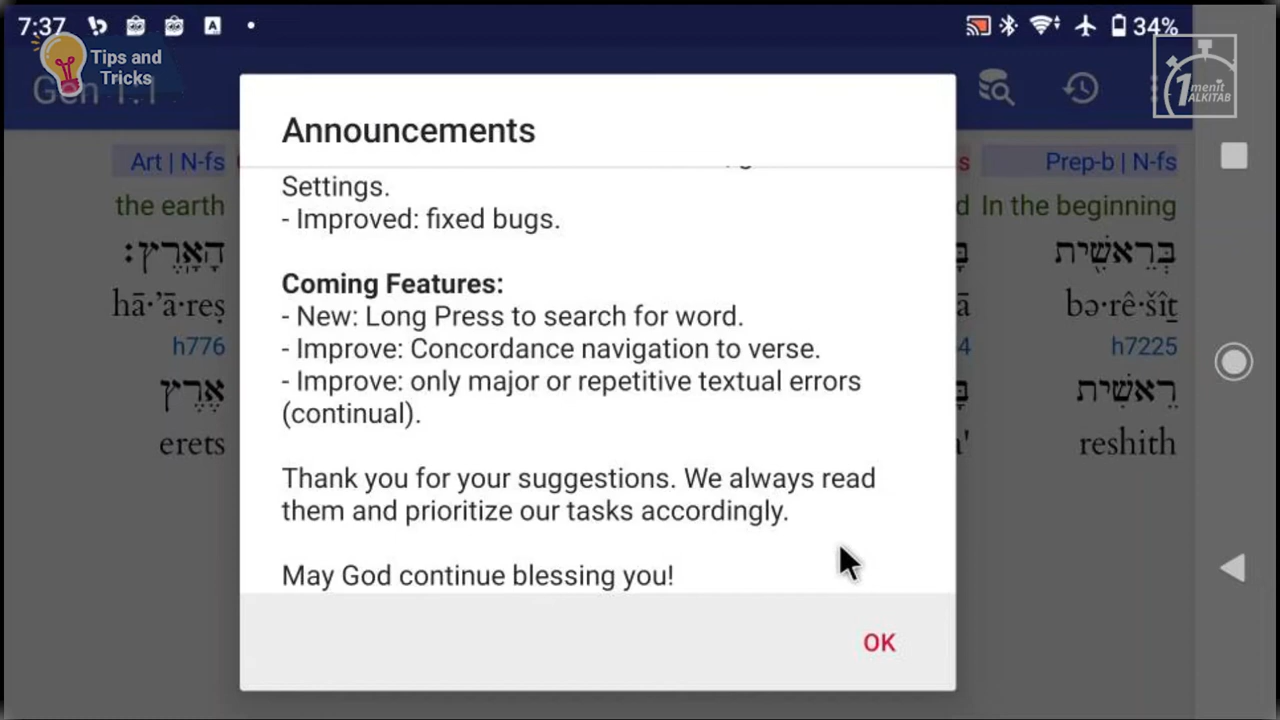 7:37
34%
Tips and
Tricks
Gen 1:1
1menit
ALKITAB
Announcements
Settings.
- Improved: fixed bugs.
Coming Features:
- New: Long Press to search for word.
- Improve: Concordance navigation to verse.
- Improve: only major or repetitive textual errors
(continual).
Thank you for your suggestions. We always read
them and prioritize our tasks accordingly.
May God continue blessing you!
OK
Prep-b | N-fs
In the beginning
בְּרֵאשִׁ֖ית
bə·rê·šîṯ
h7225
רֵאשִׁית
reshith
Art | N-fs
the earth
הָאָֽרֶץ׃
hā·’ā·reṣ
h776
אֶרֶץ
erets